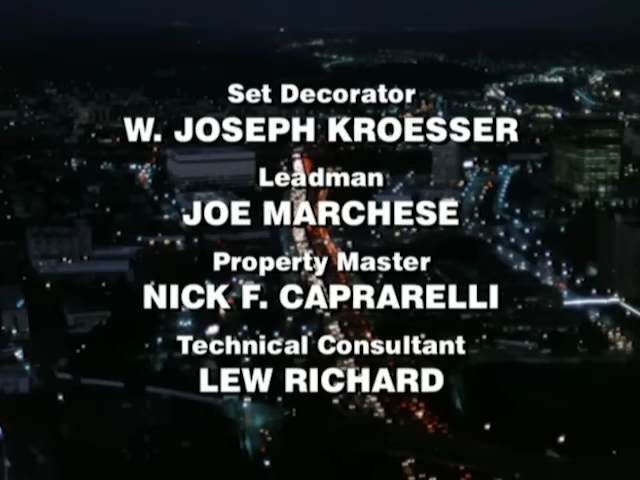 Set Decorator
W. JOSEPH KROESSER
Leadman
JOE MARCHESE
Property Master
NICK F. CAPRARELLI
Technical Consultant
LEW RICHARD